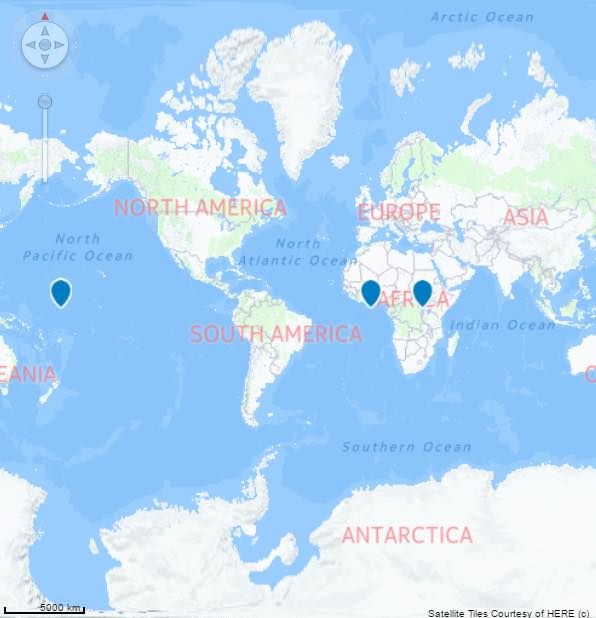 Arctic Ocean
NORTH AMERICA
EUROPE
ASIA
North
Pacific Ocean
North
Atlantic Ocean
AFRICA
SOUTH AMERICA
Indian Ocean
EANIA
O
Southern Ocean
ANTARCTICA
5000 km
Satellite Tiles Courtesy of HERE (c)